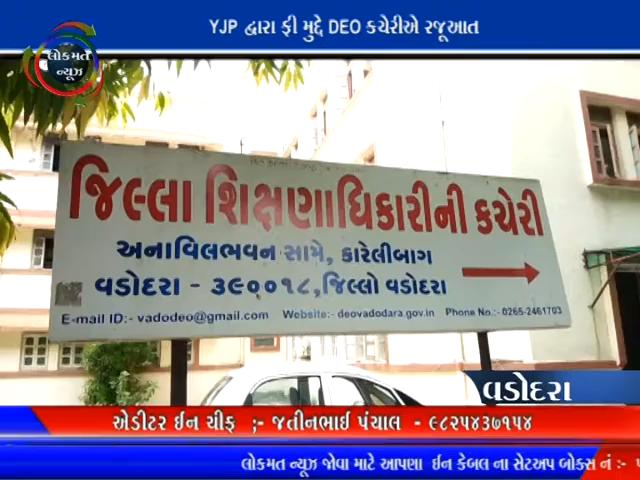 YJP દ્વારા ફી મુદ્દે DEO કચેરીએ રજૂઆત
લોકમત
ન્યૂઝ
જિલ્લા શિક્ષણાધિકારીની કચેરી
અનાવિલભવન સામે, કારેલીબાગ
વડોદરા - ૩૯૦૦૧૮,જિલ્લો વડોદરા
E-mail ID:- vadodeo@gmail.com Website:- deovadodara.gov.in Phone No.:- 0265-2461703
વડોદરા
એડીટર ઈન ચીફ ;- જતીનભાઈ પંચાલ - ૯૮૨૫૪૩૭૧૫૪
લોકમત ન્યૂઝ જોવા માટે આપણા ઈન કેબલ ના સેટઅપ બોક્સ નં :-